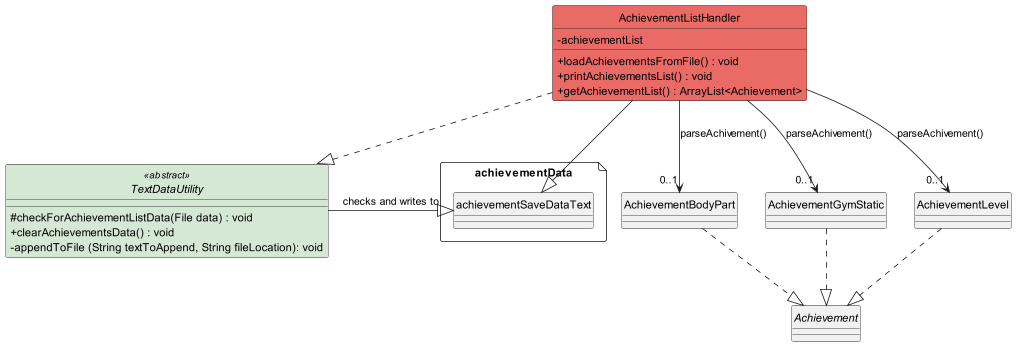 AchievementListHandler
-achievementList
+loadAchievementsFromFile() : void
+printAchievementsList() : void
+getAchievementList() : ArrayList<Achievement>
parseAchivement()
parseAchivement()
parseAchivement()
0..1
0..1
0..1
«abstract»
TextDataUtility
#checkForAchievementListData(File data) : void
+clearAchievementsData() : void
-appendToFile (String textToAppend, String fileLocation): void
checks and writes to
achievementData
achievementSaveDataText
AchievementBodyPart
AchievementGymStatic
AchievementLevel
Achievement